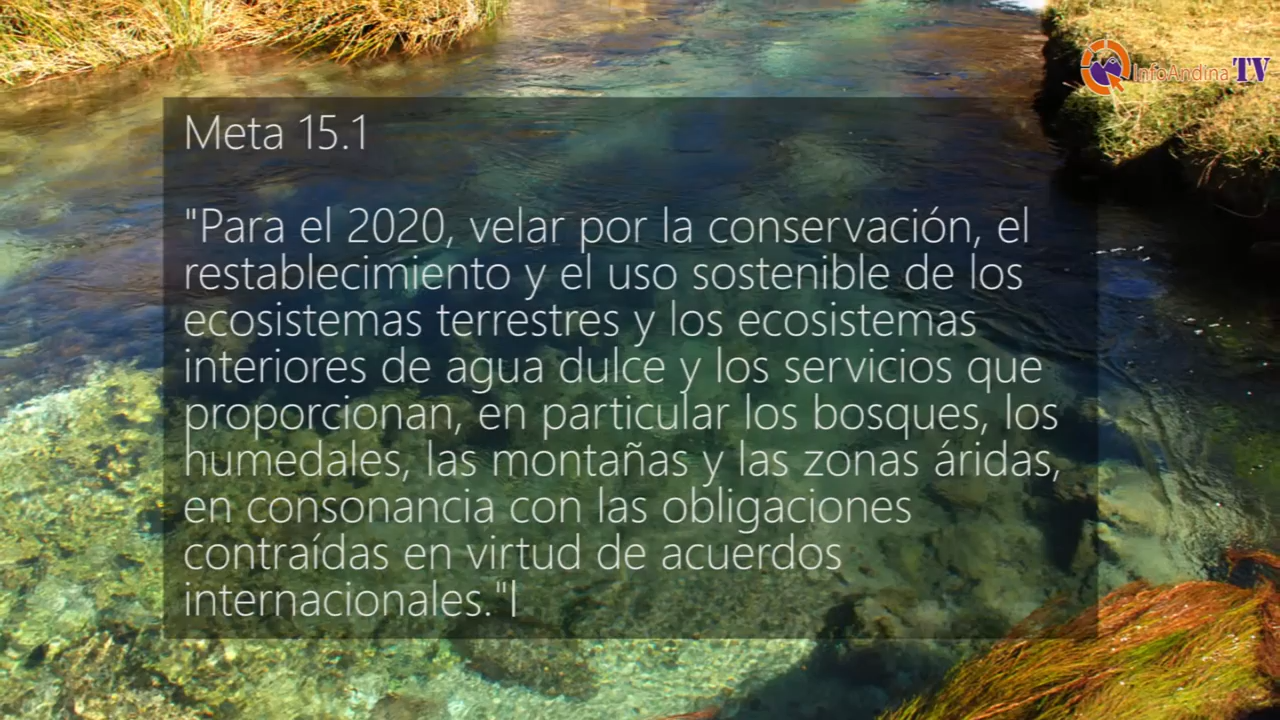 InfoAndina TV
Meta 15.1
"Para el 2020, velar por la conservación, el
restablecimiento y el uso sostenible de los
ecosistemas terrestres y los ecosistemas
interiores de agua dulce y los servicios que
proporcionan, en particular los bosques, los
humedales, las montañas y las zonas áridas,
en consonancia con las obligaciones
contraídas en virtud de acuerdos
internacionales."|